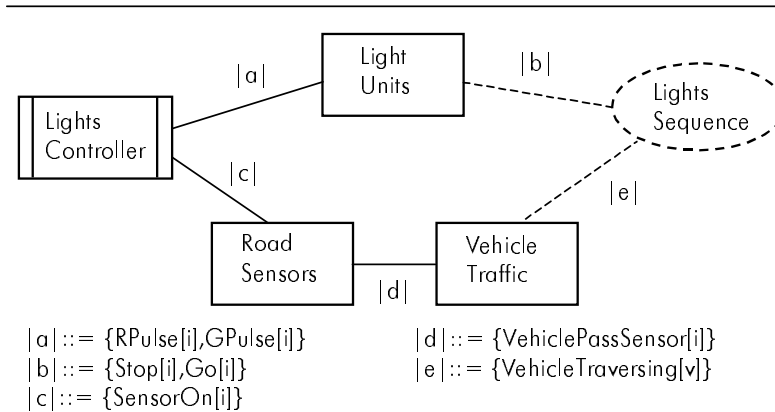 Light
Units
|a|
|b|
Lights
Sequence
Lights
Controller
|c|
|e|
Road
Sensors
Vehicle
Traffic
|d|
|a|::= {RPulse[i],GPulse[i]}
|b|::= {Stop[i],Go[i]}
|c|::= {SensorOn[i]}
|d|::= {VehiclePassSensor[i]}
|e|::= {VehicleTraversing[v]}